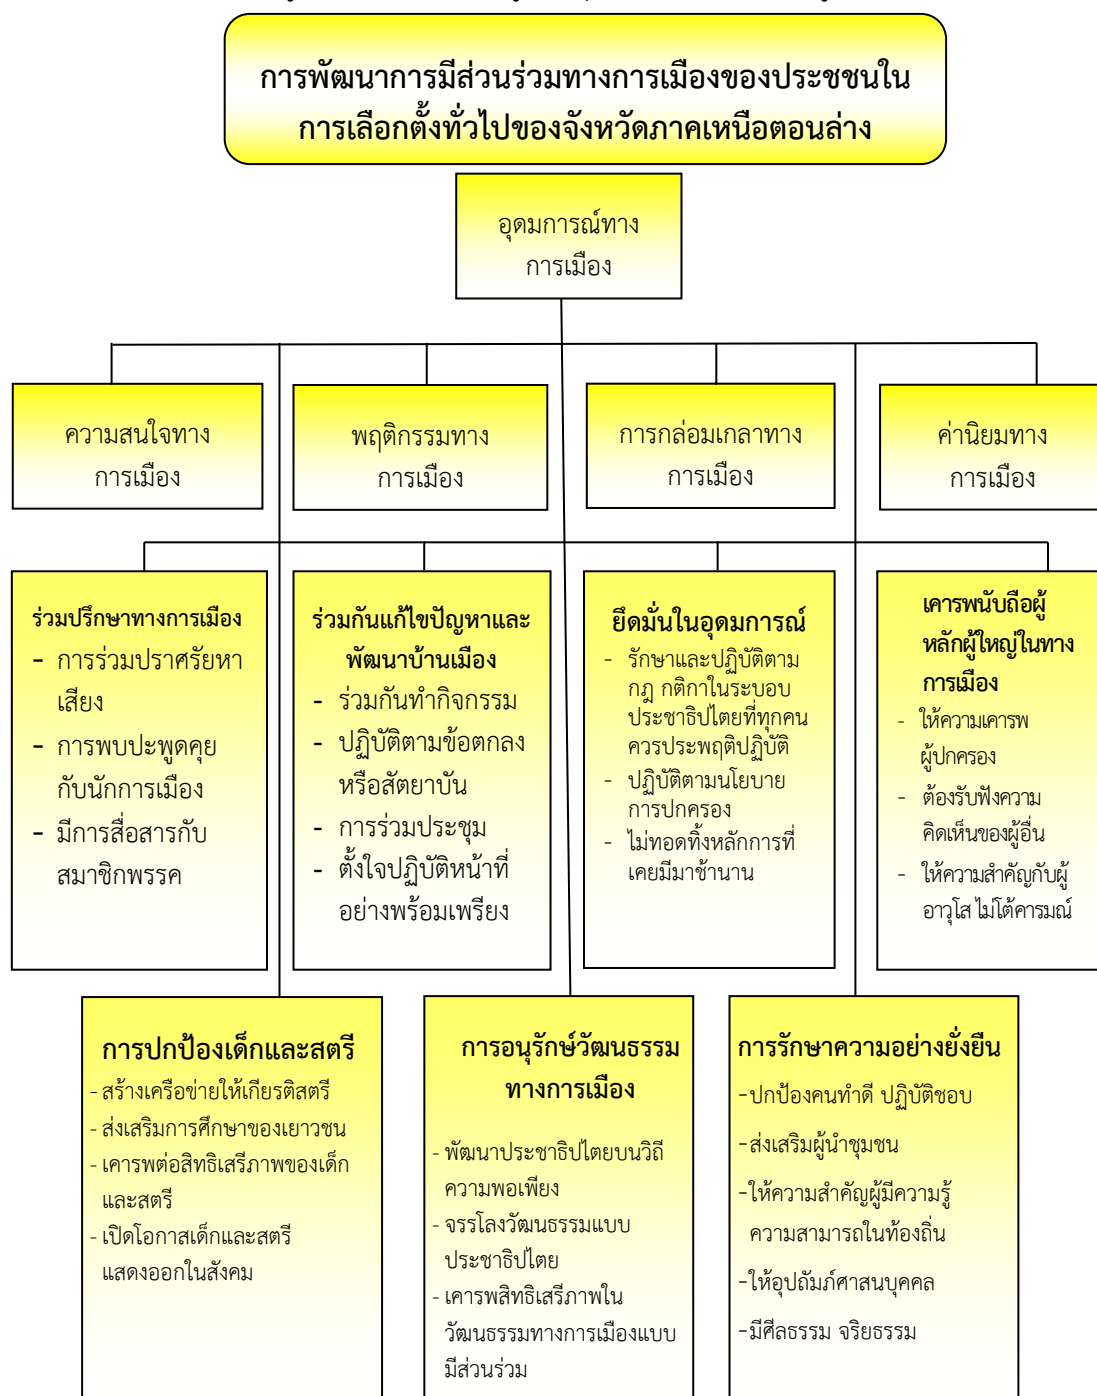 การพัฒนาการมีส่วนร่วมทางการเมืองของประชชนใน
การเลือกตั้งทั่วไปของจังหวัดภาคเหนือตอนล่าง
อุดมการณ์ทาง
การเมือง
ความสนใจทาง
การเมือง
พฤติกรรมทาง
การเมือง
การกล่อมเกลาทาง
การเมือง
ค่านิยมทาง
การเมือง
ร่วมปรึกษาทางการเมือง
- การร่วมปราศรัยหา
เสียง
- การพบปะพูดคุย
กับนักการเมือง
- มีการสื่อสารกับ
สมาชิกพรรค
ร่วมกันแก้ไขปัญหาและ
พัฒนาบ้านเมือง
- ร่วมกันทำกิจกรรม
- ปฏิบัติตามข้อตกลง
หรือสัตยาบัน
- การร่วมประชุม
- ตั้งใจปฏิบัติหน้าที่
อย่างพร้อมเพรียง
ยึดมั่นในอุดมการณ์
- รักษาและปฏิบัติตาม
กฎ กติกาในระบอบ
ประชาธิปไตยที่ทุกคน
ควรประพฤติปฏิบัติ
- ปฏิบัติตามนโยบาย
การปกครอง
- ไม่ทอดทิ้งหลักการที่
เคยมีมาช้านาน
เคารพนับถือผู้
หลักผู้ใหญ่ในทาง
การเมือง
- ให้ความเคารพ
ผู้ปกครอง
- ต้องรับฟังความ
คิดเห็นของผู้อื่น
- ให้ความสำคัญกับผู้
อาวุโส ไม่โต้คารมณ์
การปกป้องเด็กและสตรี
- สร้างเครือข่ายให้เกียรติสตรี
- ส่งเสริมการศึกษาของเยาวชน
- เคารพต่อสิทธิเสรีภาพของเด็ก
และสตรี
- เปิดโอกาสเด็กและสตรี
แสดงออกในสังคม
การอนุรักษ์วัฒนธรรม
ทางการเมือง
- พัฒนาประชาธิปไตยบนวิถี
ความพอเพียง
- จรรโลงวัฒนธรรมแบบ
ประชาธิปไตย
- เคารพสิทธิเสรีภาพใน
วัฒนธรรมทางการเมืองแบบ
มีส่วนร่วม
การรักษาความอย่างยั่งยืน
-ปกป้องคนทำดี ปฏิบัติชอบ
-ส่งเสริมผู้นำชุมชน
-ให้ความสำคัญผู้มีความรู้
ความสามารถในท้องถิ่น
-ให้อุปถัมภ์ศาสนบุคคล
-มีศีลธรรม จริยธรรม